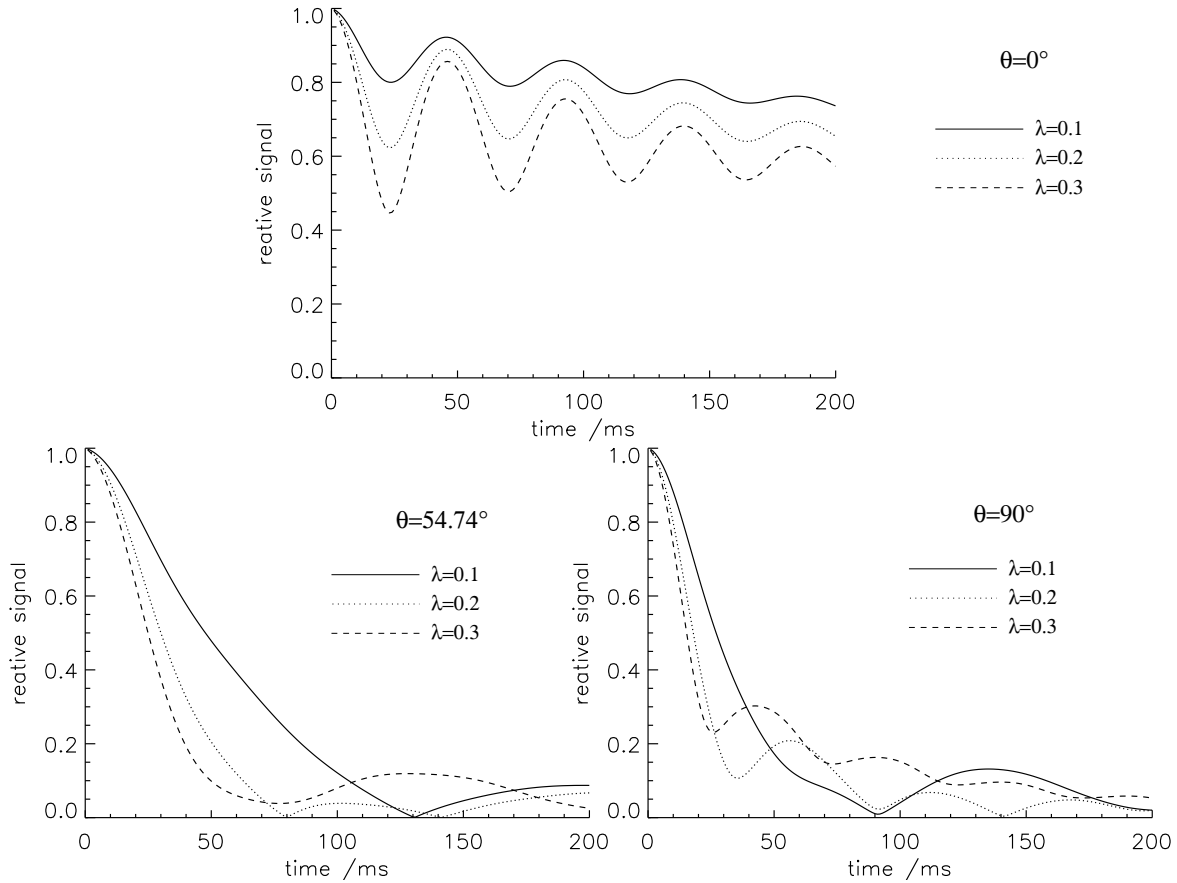 1.0
0.8
0.6
0.4
0.2
0.0
reative signal
0 50 100 150 200
time /ms
θ=0°
λ=0.1
λ=0.2
λ=0.3
1.0
0.8
0.6
0.4
0.2
0.0
reative signal
0 50 100 150 200
time /ms
θ=54.74°
λ=0.1
λ=0.2
λ=0.3
1.0
0.8
0.6
0.4
0.2
0.0
reative signal
0 50 100 150 200
time /ms
θ=90°
λ=0.1
λ=0.2
λ=0.3